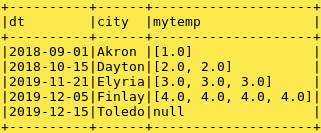 +----------+------+--------------------+
|dt        |city  |mytemp              |
+----------+------+--------------------+
|2018-09-01|Akron |[1.0]               |
|2018-10-15|Dayton|[2.0, 2.0]          |
|2019-11-21|Elyria|[3.0, 3.0, 3.0]     |
|2019-12-05|Finlay|[4.0, 4.0, 4.0, 4.0]|
|2019-12-15|Toledo|null                |
+----------+------+--------------------+